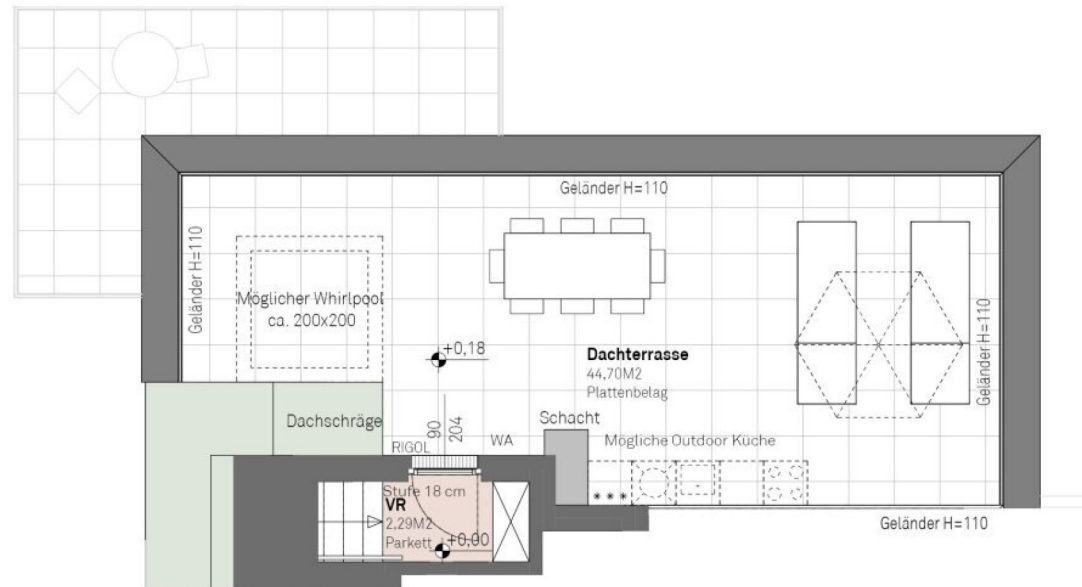 Geländer H=110
Geländer H=110
Möglicher Whirlpool
ca. 200x200
+0,18
Dachterrasse
44,70M2
Plattenbelag
Geländer H=110
Dachschräge
90
204
RIGOL
WA
Schacht
Mögliche Outdoor Küche
Stufe 18 cm
VR
2,29M2
Parkett
+0,00
Geländer H=110